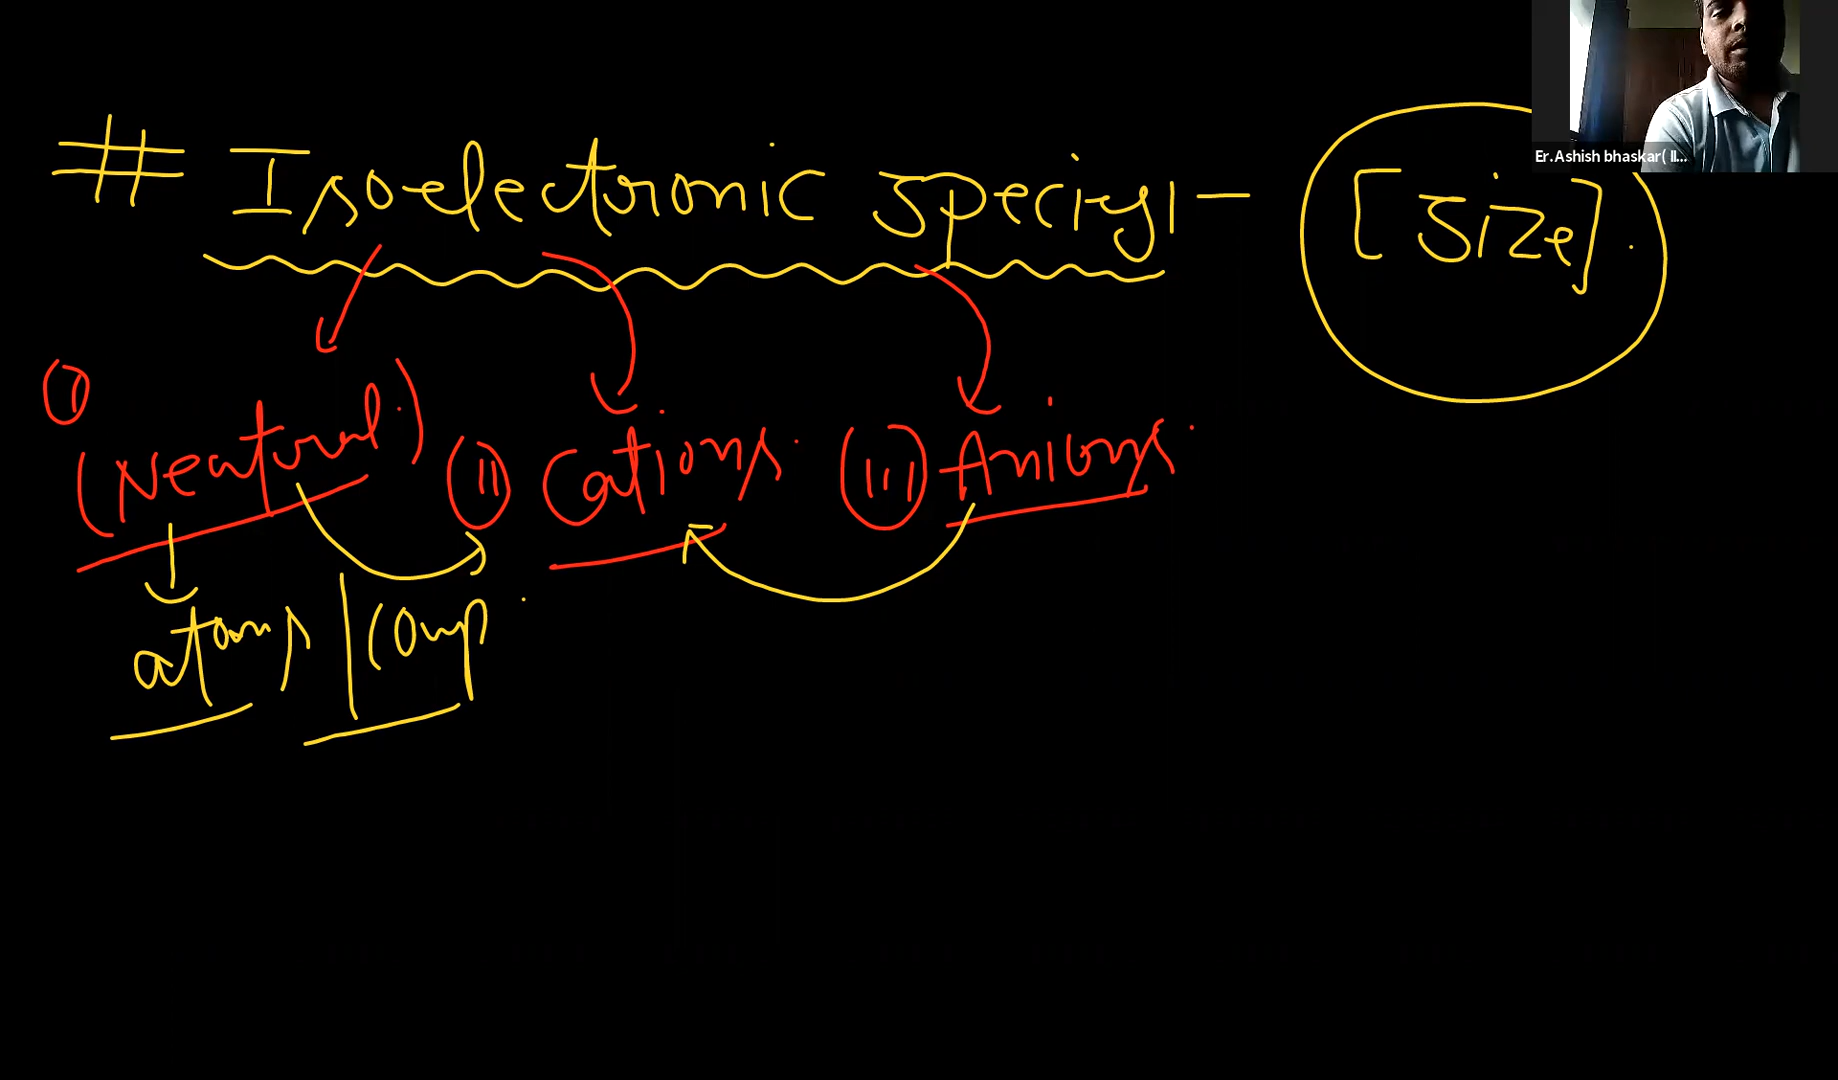 Er.Ashish bhaskar( II...
# Isoelectronic species - [Size].
(I) (Neutral.) (II) Cations. (III) Anions.
atoms | Comp.